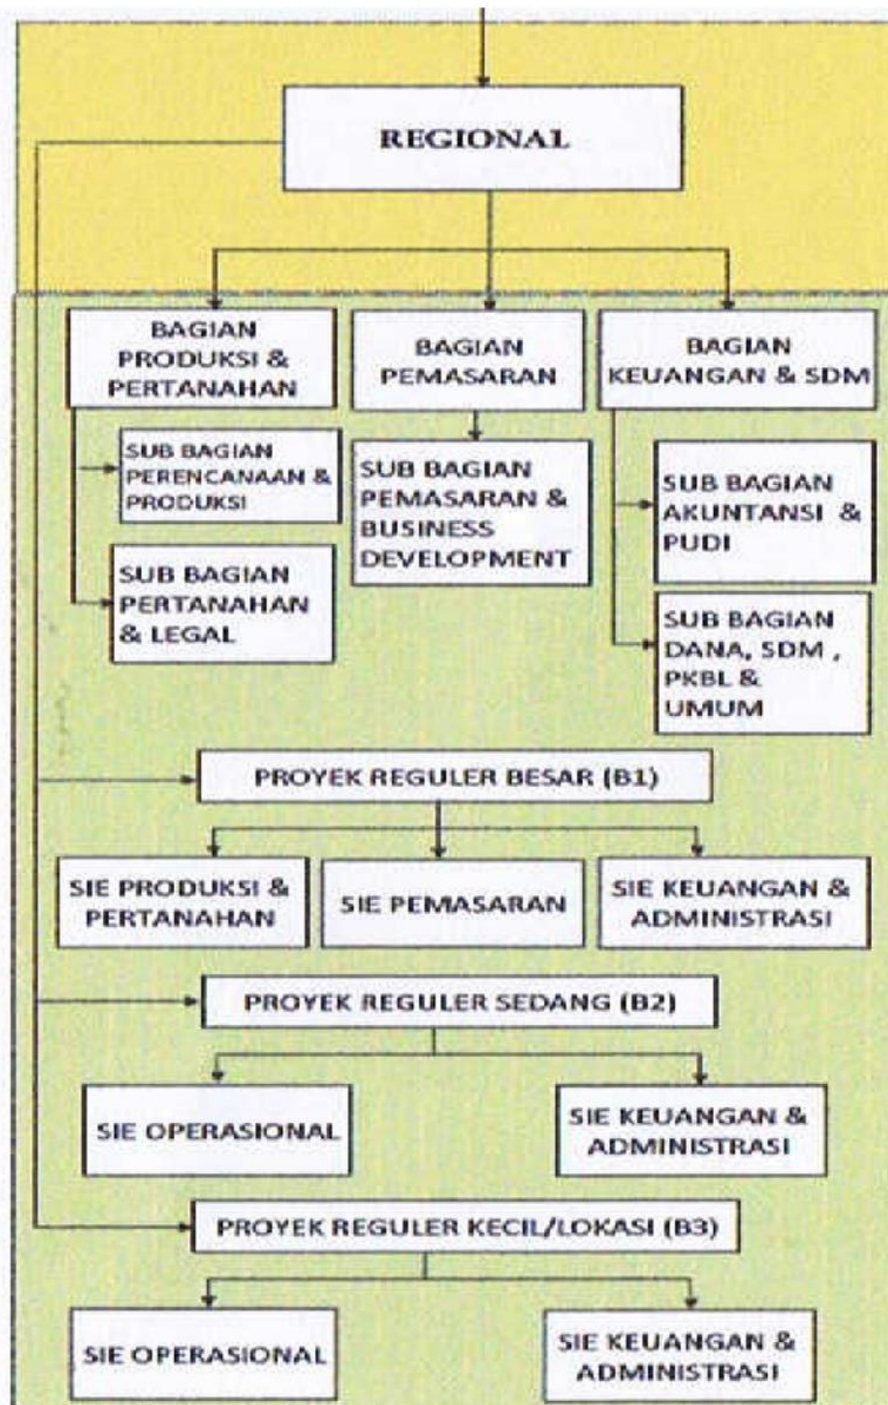 REGIONAL
BAGIAN
PRODUKSI &
PERTANAHAN
BAGIAN
PEMASARAN
BAGIAN
KEUANGAN & SDM
SUB BAGIAN
PERENCANAAN &
PRODUKSI
SUB BAGIAN
PERTANAHAN
& LEGAL
SUB BAGIAN
PEMASARAN &
BUSINESS
DEVELOPMENT
SUB BAGIAN
AKUNTANSI &
PUDI
SUB BAGIAN
DANA, SDM ,
PKBL &
UMUM
PROYEK REGULER BESAR (B1)
SIE PRODUKSI &
PERTANAHAN
SIE PEMASARAN
SIE KEUANGAN &
ADMINISTRASI
PROYEK REGULER SEDANG (B2)
SIE OPERASIONAL
SIE KEUANGAN &
ADMINISTRASI
PROYEK REGULER KECIL/LOKASI (B3)
SIE OPERASIONAL
SIE KEUANGAN &
ADMINISTRASI